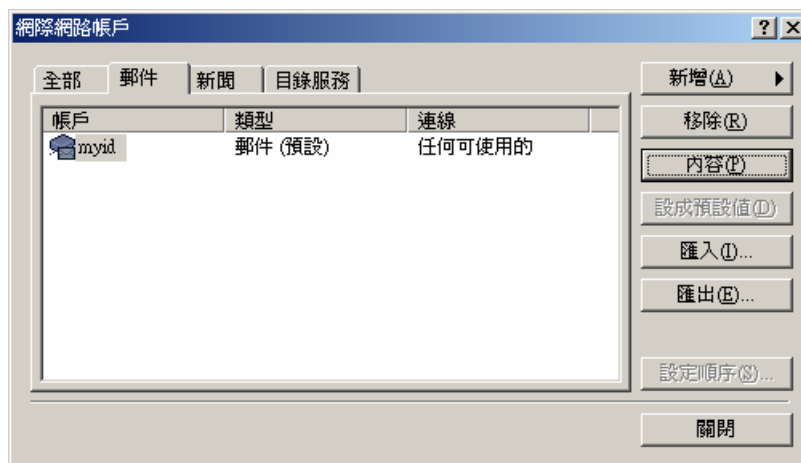 網際網路帳戶
全部 郵件 新聞 目錄服務
帳戶 類型 連線
myid 郵件 (預設) 任何可使用的
新增(A)
移除(R)
內容(P)
設成預設值(D)
匯入(I)...
匯出(E)...
設定順序(S)...
關閉